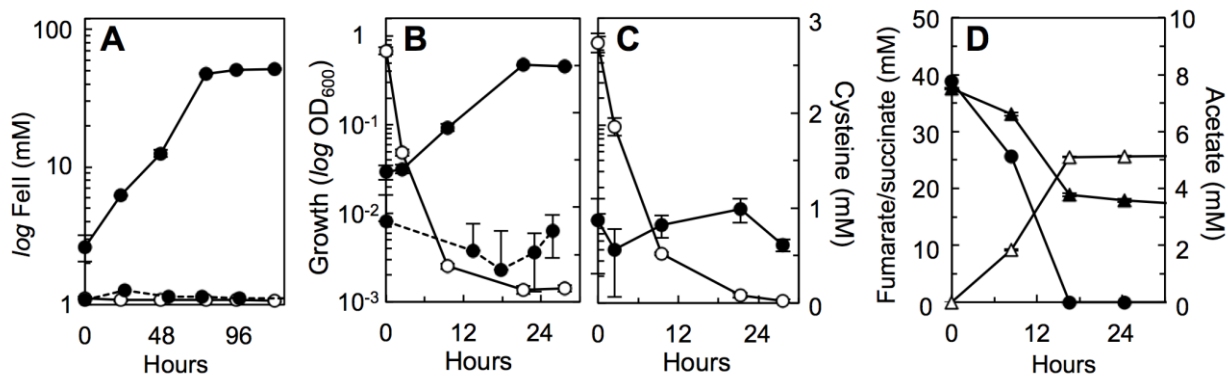 A
log FeII (mM)
100
10
1
0
48
96
Hours
B
Growth (log OD600)
1
10-1
10-2
10-3
0
12
24
Hours
C
0
12
24
Hours
3
2
1
0
Cysteine (mM)
D
Fumarate/succinate (mM)
50
40
30
20
10
0
0
12
24
Hours
10
8
6
4
2
0
Acetate (mM)